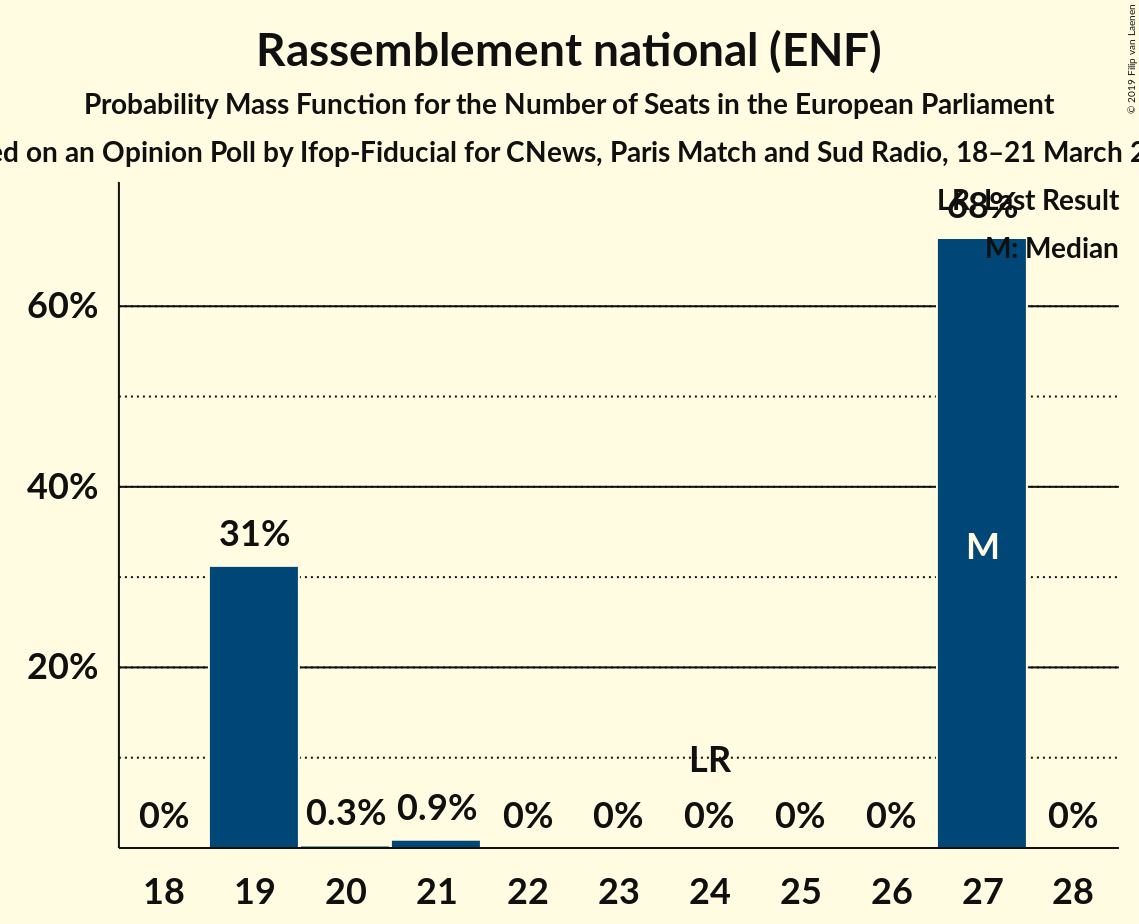 Rassemblement national (ENF)
Probability Mass Function for the Number of Seats in the European Parliament
on an Opinion Poll by Ifop-Fiducial for CNews, Paris Match and Sud Radio, 18–21 March
© 2019 Filip van Laenen
LR: Last Result
M: Median
68%
60%
40%
20%
31%
M
LR
0%
0.3%
0.9%
0%
0%
0%
0%
0%
0%
18 19 20 21 22 23 24 25 26 27 28